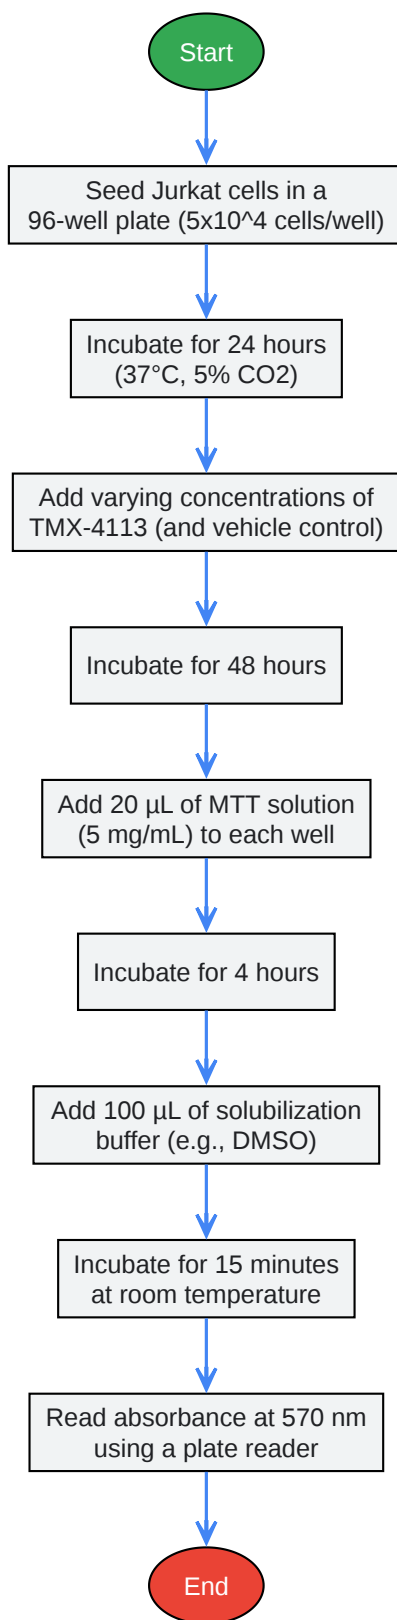 Start
Seed Jurkat cells in a
96-well plate (5x10^4 cells/well)
Incubate for 24 hours
(37°C, 5% CO2)
Add varying concentrations of
TMX-4113 (and vehicle control)
Incubate for 48 hours
Add 20 µL of MTT solution
(5 mg/mL) to each well
Incubate for 4 hours
Add 100 µL of solubilization
buffer (e.g., DMSO)
Incubate for 15 minutes
at room temperature
Read absorbance at 570 nm
using a plate reader
End